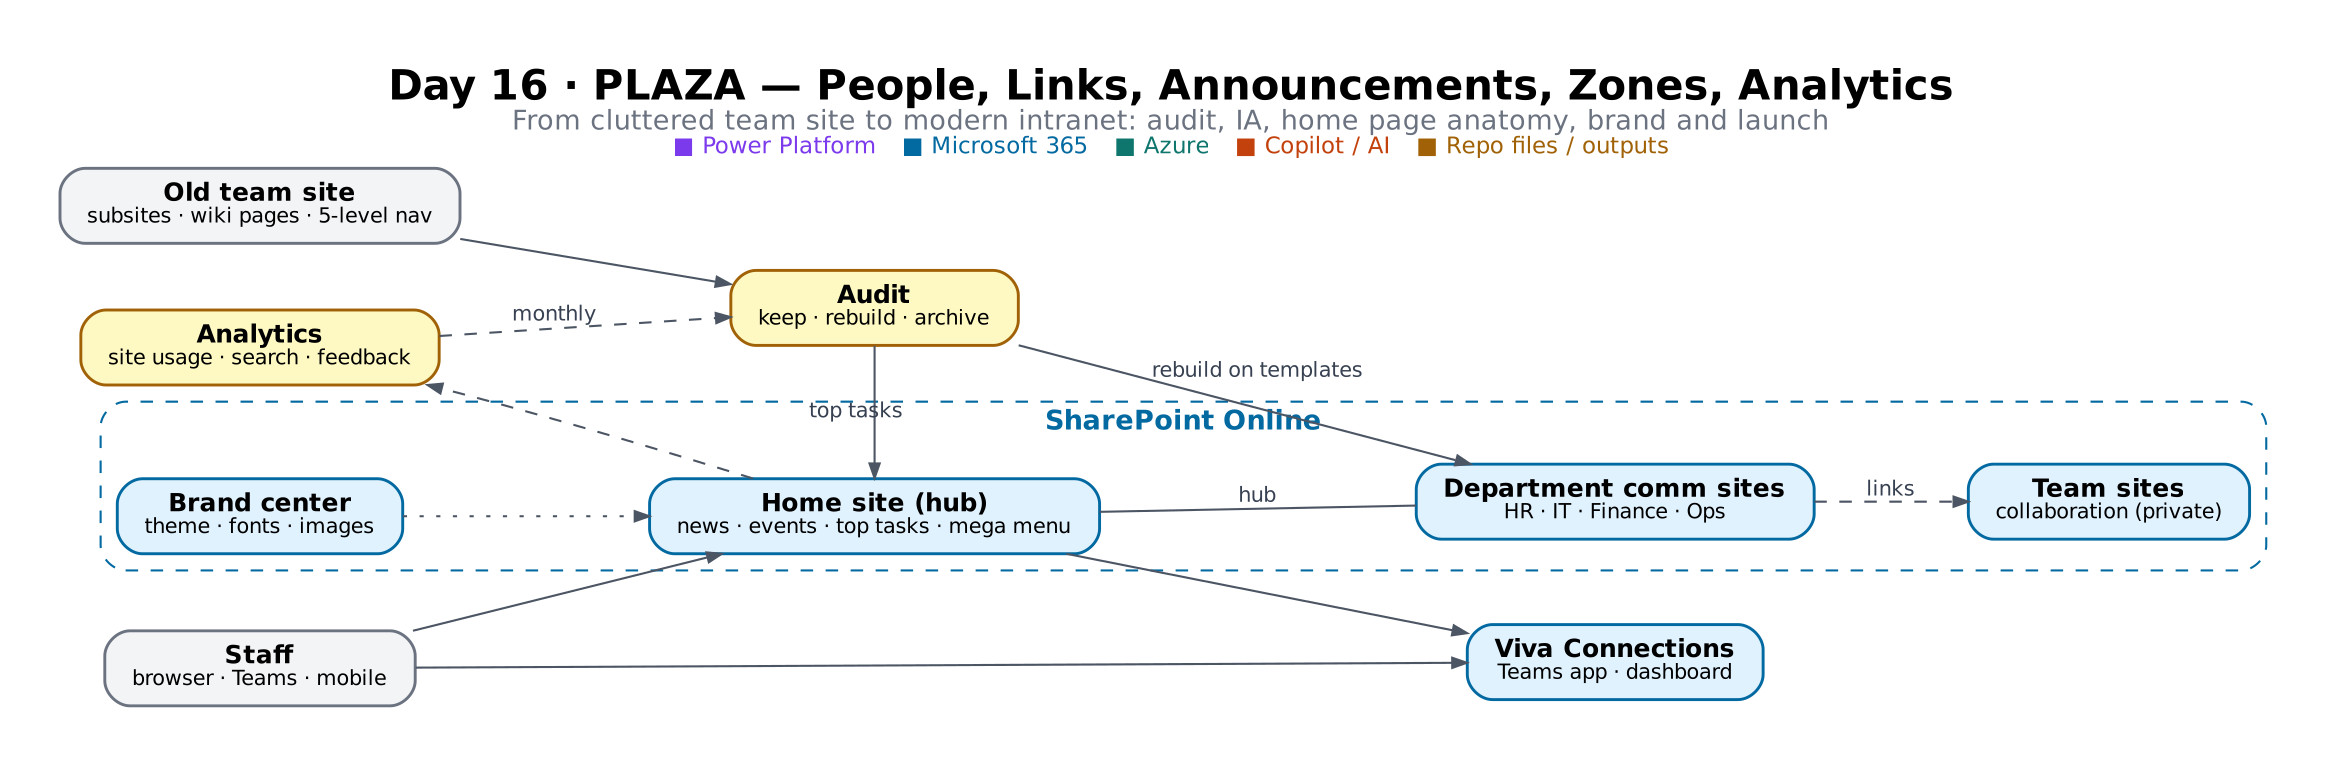 Day 16 · PLAZA — People, Links, Announcements, Zones, Analytics
From cluttered team site to modern intranet: audit, IA, home page anatomy, brand and launch
■ Power Platform ■ Microsoft 365 ■ Azure ■ Copilot / AI ■ Repo files / outputs
Old team site
subsites · wiki pages · 5-level nav
Audit
keep · rebuild · archive
monthly
Analytics
site usage · search · feedback
rebuild on templates
top tasks
SharePoint Online
Brand center
theme · fonts · images
Home site (hub)
news · events · top tasks · mega menu
hub
Department comm sites
HR · IT · Finance · Ops
links
Team sites
collaboration (private)
Staff
browser · Teams · mobile
Viva Connections
Teams app · dashboard